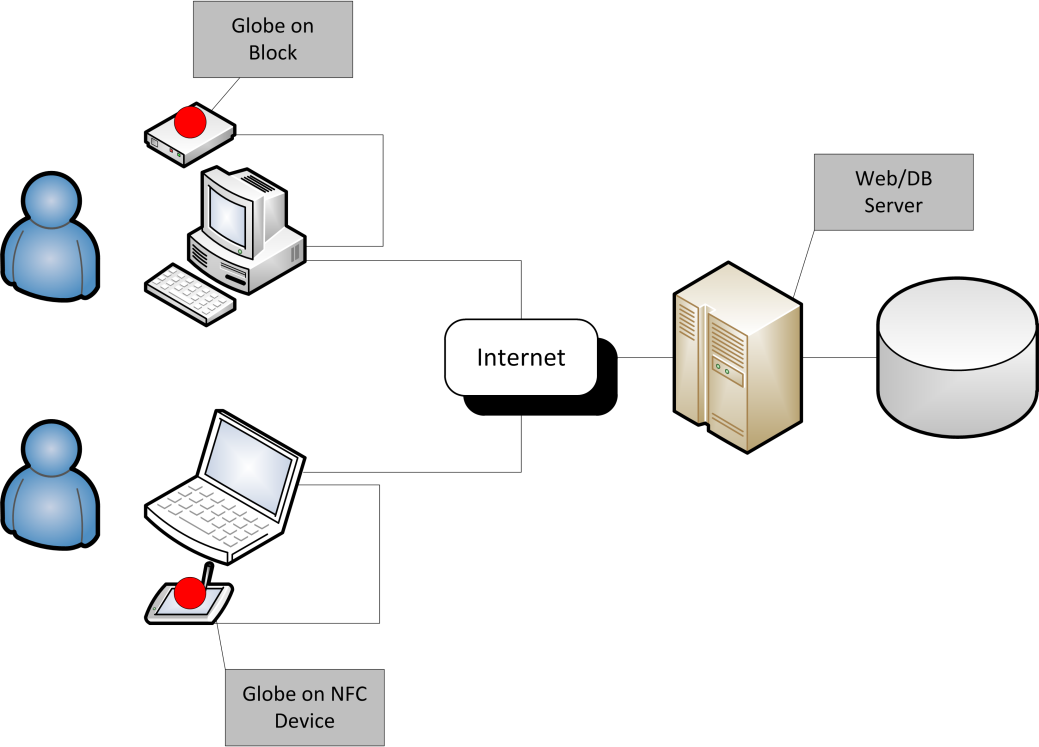 Globe on
Block
Web/DB
Server
Internet
Globe on NFC
Device